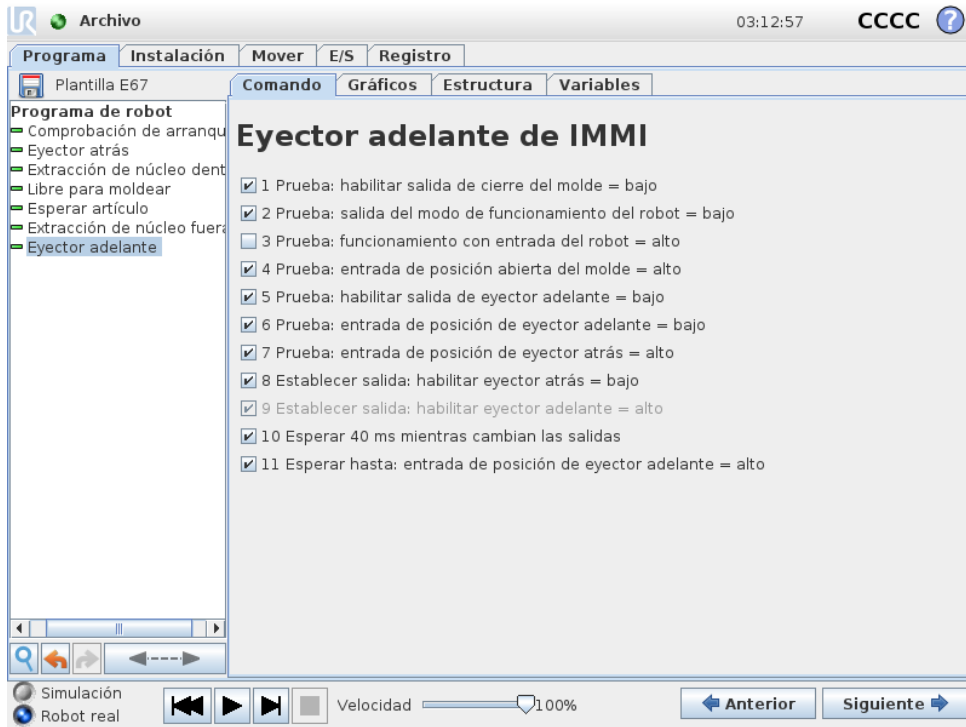 UR Archivo 03:12:57 CCCC ?
Programa Instalación Mover E/S Registro
Plantilla E67
Comando Gráficos Estructura Variables
Programa de robot
Comprobación de arranqu
Eyector atrás
Extracción de núcleo dent
Libre para moldear
Esperar artículo
Extracción de núcleo fuera
Eyector adelante
Eyector adelante de IMMI
1 Prueba: habilitar salida de cierre del molde = bajo
2 Prueba: salida del modo de funcionamiento del robot = bajo
3 Prueba: funcionamiento con entrada del robot = alto
4 Prueba: entrada de posición abierta del molde = alto
5 Prueba: habilitar salida de eyector adelante = bajo
6 Prueba: entrada de posición de eyector adelante = bajo
7 Prueba: entrada de posición de eyector atrás = alto
8 Establecer salida: habilitar eyector atrás = bajo
9 Establecer salida: habilitar eyector adelante = alto
10 Esperar 40 ms mientras cambian las salidas
11 Esperar hasta: entrada de posición de eyector adelante = alto
Simulación
Robot real
Velocidad 100%
Anterior Siguiente